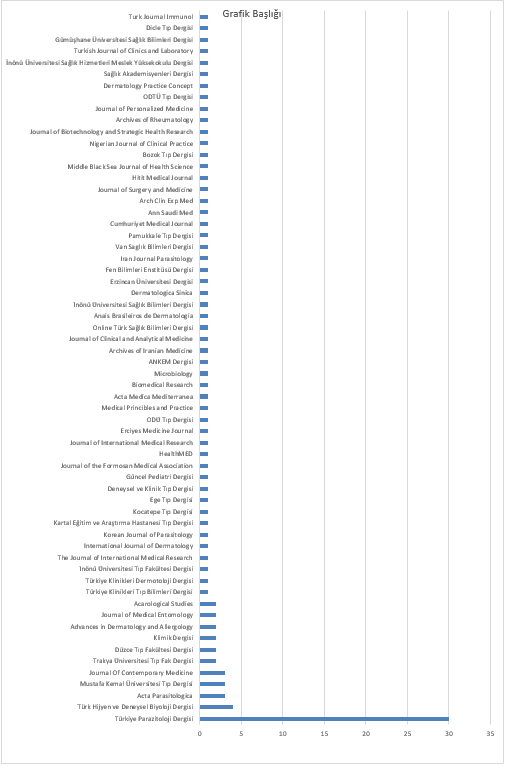 Grafik Başlığı
Turk Journal Immunol
Dicle Tıp Dergisi
Gümüşhane Üniversitesi Sağlık Bilimleri Dergisi
Turkish Journal of Clinics and Laboratory
İnönü Üniversitesi Sağlık Hizmetleri Meslek Yüksekokulu Dergisi
Sağlık Akademisyenleri Dergisi
Dermatology Practice Concept
ODTÜ Tıp Dergisi
Journal of Personalized Medicine
Archives of Rheumatology
Journal of Biotechnology and Strategic Health Research
Nigerian Journal of Clinical Practice
Bozok Tıp Dergisi
Middle Black Sea Journal of Health Science
Hitit Medical Journal
Journal of Surgery and Medicine
Arch Clin Exp Med
Ann Saudi Med
Cumhuriyet Medical Journal
Pamukkale Tıp Dergisi
Van Saglık Bilimleri Dergisi
Iran Journal Parasitology
Fen Bilimleri Enstitüsü Dergisi
Erzincan Üniversitesi Dergisi
Dermatologica Sinica
İnönü Üniversitesi Sağlık Bilimleri Dergisi
Anais Brasileiros de Dermatologia
Online Türk Sağlık Bilimleri Dergisi
Journal of Clinical and Analytical Medicine
Archives of Iranian Medicine
ANKEM Dergisi
Microbiology
Biomedical Research
Acta Medica Mediterranea
Medical Princibles and Practice
ODÜ Tıp Dergisi
Erciyes Medicine Journal
Journal of International Medical Research
HealthMED
Journal of the Formosan Medical Association
Güncel Pediatri Dergisi
Deneysel ve Klinik Tıp Dergisi
Ege Tıp Dergisi
Kocatepe Tıp Dergisi
Kartal Eğitim ve Araştırma Hastanesi Tıp Dergisi
Korean Journal of Parasitology
International Journal of Dermatology
The Journal of International Medical Research
İnönü Üniversitesi Tıp Fakültesi Dergisi
Türkiye Klinikleri Dermotoloji Dergisi
Türkiye Klinikleri Tıp Bilimleri Dergisi
Acarological Studies
Journal of Medical Entomology
Advances in Dermatology and Allergology
Klimik Dergisi
Düzce Tıp Fakültesi Dergisi
Trakya Üniversitesi Tıp Fak Dergisi
Journal Of Contemporary Medicine
Mustafa Kemal Üniversitesi Tıp Dergisi
Acta Parasitologica
Türk Hijyen ve Deneysel Biyoloji Dergisi
Türkiye Parazitoloji Dergisi
0 5 10 15 20 25 30 35